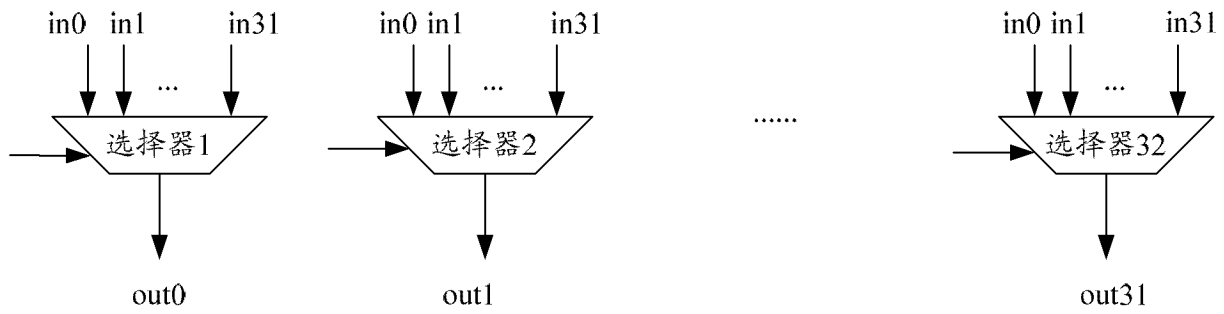 in0 in1 in31 in0 in1 in31 in0 in1 in31
... ... ...... ...
选择器1 选择器2 选择器32
out0 out1 out31